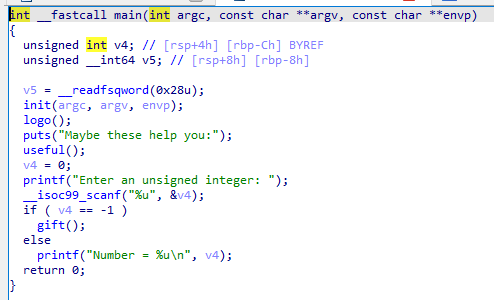 int __fastcall main(int argc, const char **argv, const char **envp)
{
  unsigned int v4; // [rsp+4h] [rbp-Ch] BYREF
  unsigned __int64 v5; // [rsp+8h] [rbp-8h]

  v5 = __readfsqword(0x28u);
  init(argc, argv, envp);
  logo();
  puts("Maybe these help you:");
  useful();
  v4 = 0;
  printf("Enter an unsigned integer: ");
  __isoc99_scanf("%u", &v4);
  if ( v4 == -1 )
    gift();
  else
    printf("Number = %u\n", v4);
  return 0;
}